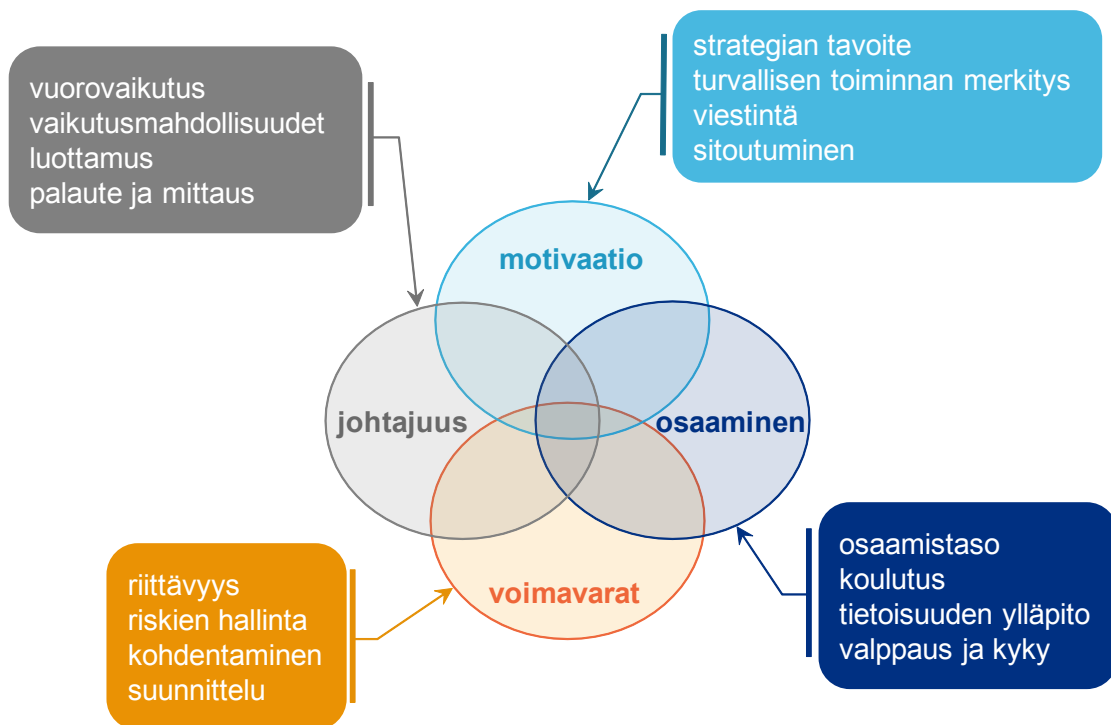 vuorovaikutus
vaikutusmahdollisuudet
luottamus
palaute ja mittaus
strategian tavoite
turvallisen toiminnan merkitys
viestintä
sitoutuminen
motivaatio
johtajuus
osaaminen
voimavarat
riittävyys
riskien hallinta
kohdentaminen
suunnittelu
osaamistaso
koulutus
tietoisuuden ylläpito
valppaus ja kyky